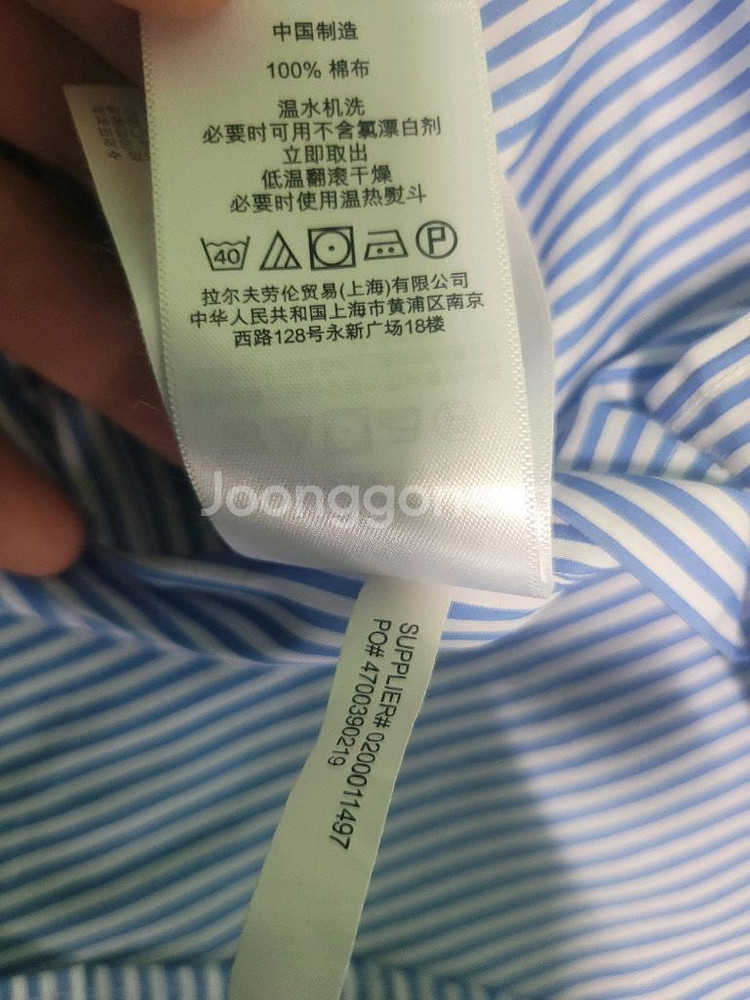 中国制造
100% 棉布
温水机洗
必要时可用不含氯漂白剂
立即取出
低温翻滚干燥
必要时使用温热熨斗
40
P
拉尔夫劳伦贸易(上海)有限公司
中华人民共和国上海市黄浦区南京
西路128号永新广场18楼
SUPPLIER# 0200011497
PO# 4700390219